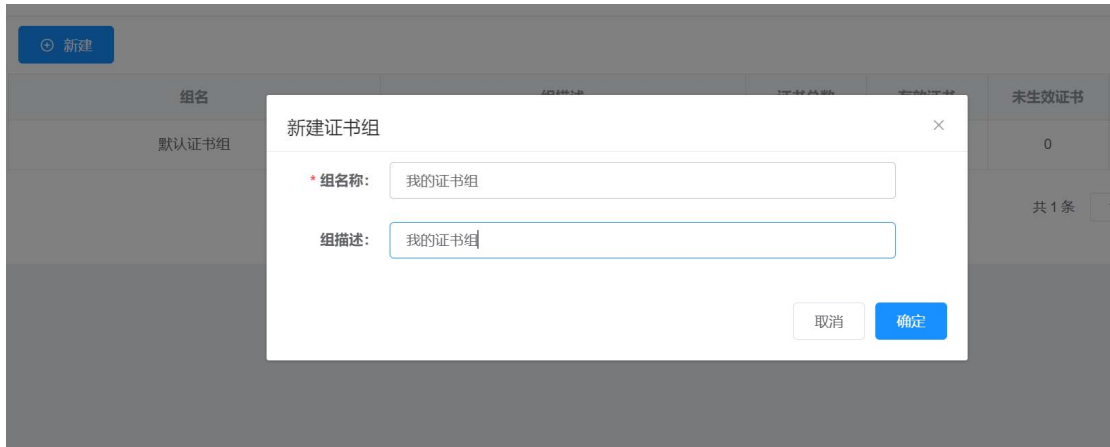 新建
组名
未生效证书
默认证书组
0
共 1 条
新建证书组
* 组名称:
我的证书组
组描述:
我的证书组
取消
确定